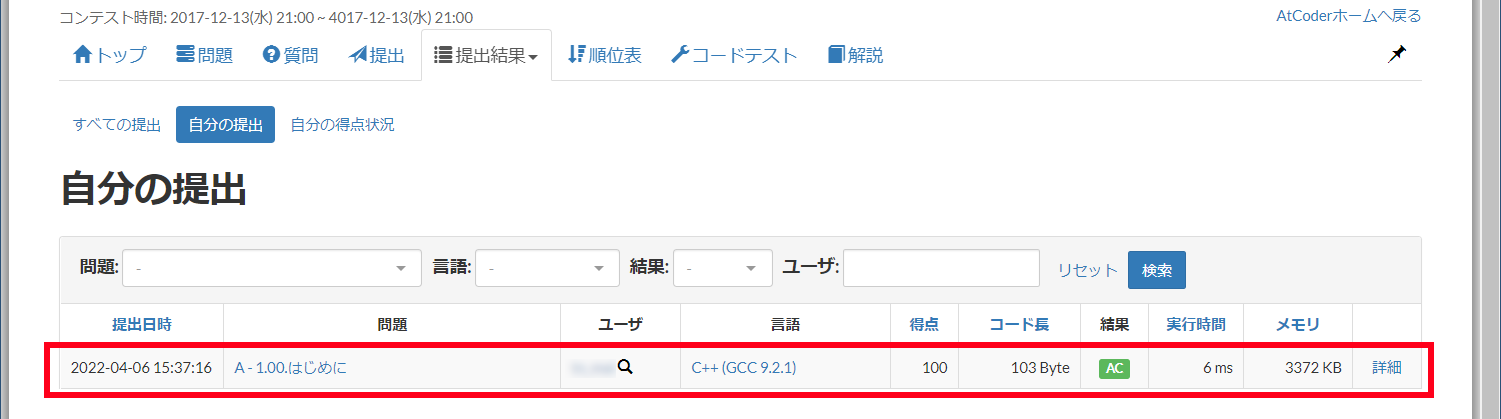 コンテスト時間: 2017-12-13(水) 21:00 ~ 4017-12-13(水) 21:00 AtCoderホームへ戻る
トップ 問題 質問 提出 提出結果 順位表 コードテスト 解説
すべての提出 自分の提出 自分の得点状況
自分の提出
問題: - 言語: - 結果: - ユーザ: リセット 検索
提出日時 問題 ユーザ 言語 得点 コード長 結果 実行時間 メモリ
2022-04-06 15:37:16 A - 1.00.はじめに C++ (GCC 9.2.1) 100 103 Byte AC 6 ms 3372 KB 詳細